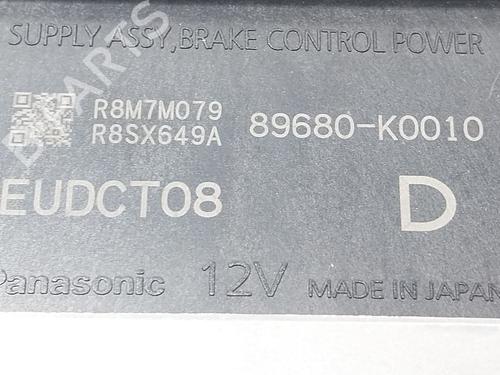 SUPPLY ASSY,BRAKE CONTROL POWER
R8M7M079
R8SX649A
89680-K0010
EUDCT08
D
Panasonic 12V MADE IN JAPAN